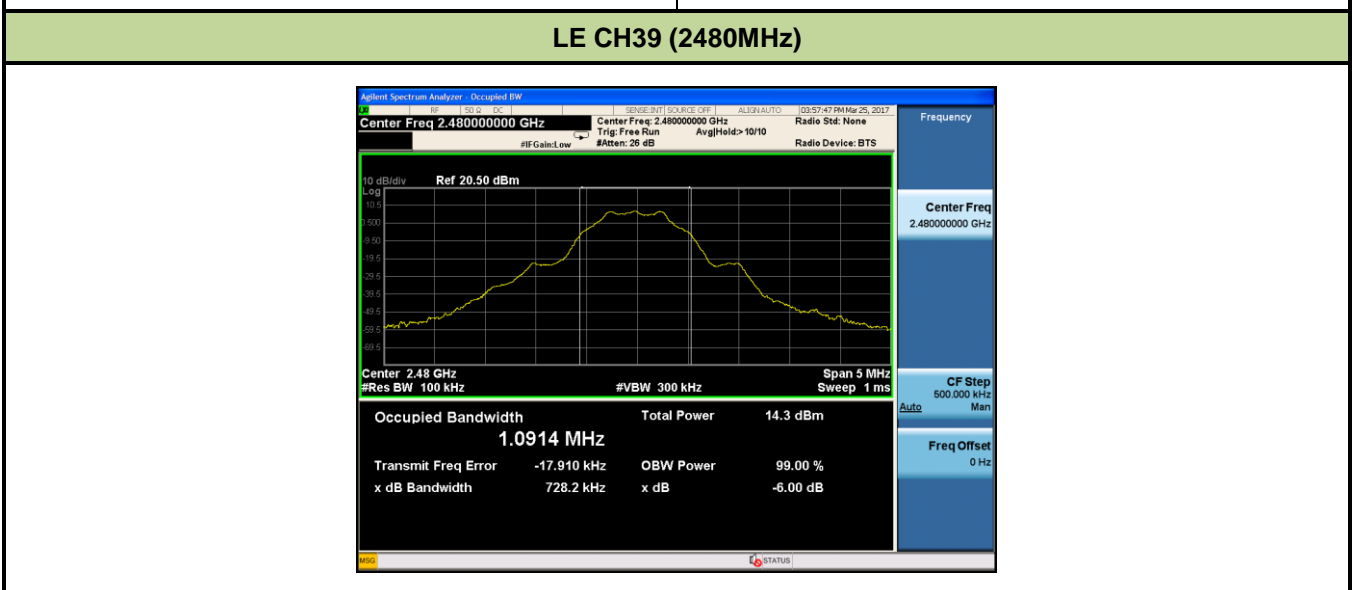 LE CH39 (2480MHz)
Agilent Spectrum Analyzer - Occupied BW
RF 50 Ω DC SENSE:INT SOURCE OFF ALIGN AUTO 03:57:47 PM Mar 25, 2017
Center Freq 2.480000000 GHz
#IFGain:Low
Center Freq: 2.480000000 GHz
Trig: Free Run Avg|Hold:> 10/10
#Atten: 26 dB
Radio Std: None
Radio Device: BTS
10 dB/div Ref 20.50 dBm
Log
10.5
0.500
-9.50
-19.5
-29.5
-39.5
-49.5
-59.5
-69.5
Center 2.48 GHz Span 5 MHz
#Res BW 100 kHz #VBW 300 kHz Sweep 1 ms
Occupied Bandwidth Total Power 14.3 dBm
1.0914 MHz
Transmit Freq Error -17.910 kHz OBW Power 99.00 %
x dB Bandwidth 728.2 kHz x dB -6.00 dB
Frequency
Center Freq
2.480000000 GHz
CF Step
500.000 kHz
Auto Man
Freq Offset
0 Hz
MSG STATUS